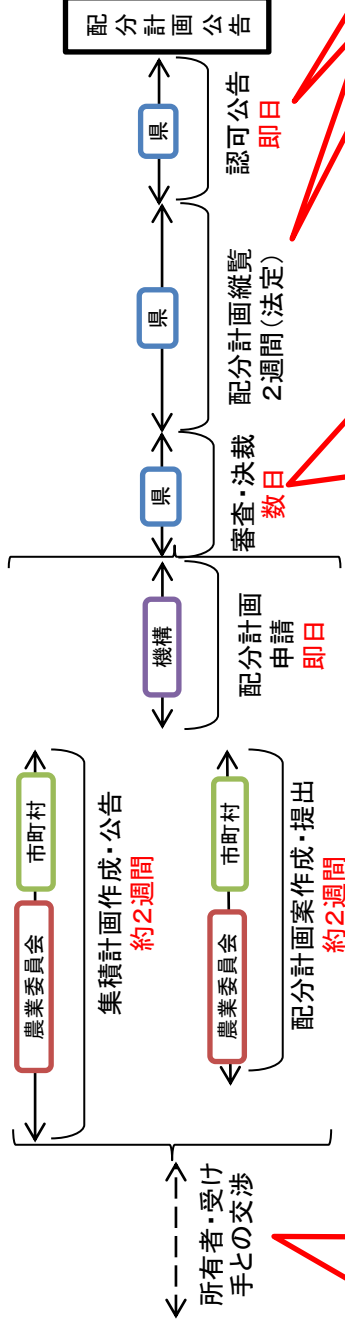 所有者・受け
手との交渉
農業委員会
市町村
集積計画作成・公告
約２週間
農業委員会
市町村
配分計画案作成・提出
約２週間
機構
配分計画
申請
即日
県
審査・決裁
数日
県
配分計画縦覧
２週間（法定）
県
認可公告
即日
配分計画公告